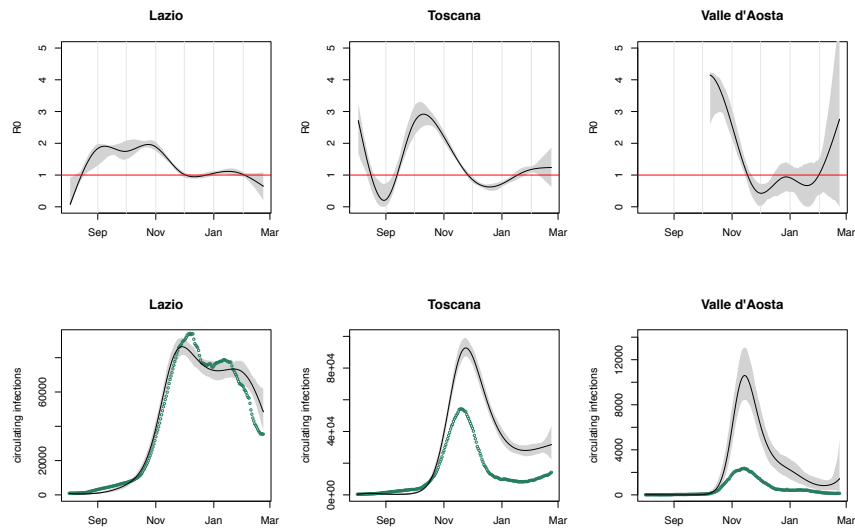 Lazio
Toscana
Valle d'Aosta
R0
5
4
3
2
1
0
Sep Nov Jan Mar
R0
5
4
3
2
1
0
Sep Nov Jan Mar
R0
5
4
3
2
1
0
Sep Nov Jan Mar
Lazio
Toscana
Valle d'Aosta
circulating infections
60000
20000
0
Sep Nov Jan Mar
circulating infections
8e+04
4e+04
0e+00
Sep Nov Jan Mar
circulating infections
12000
8000
4000
0
Sep Nov Jan Mar